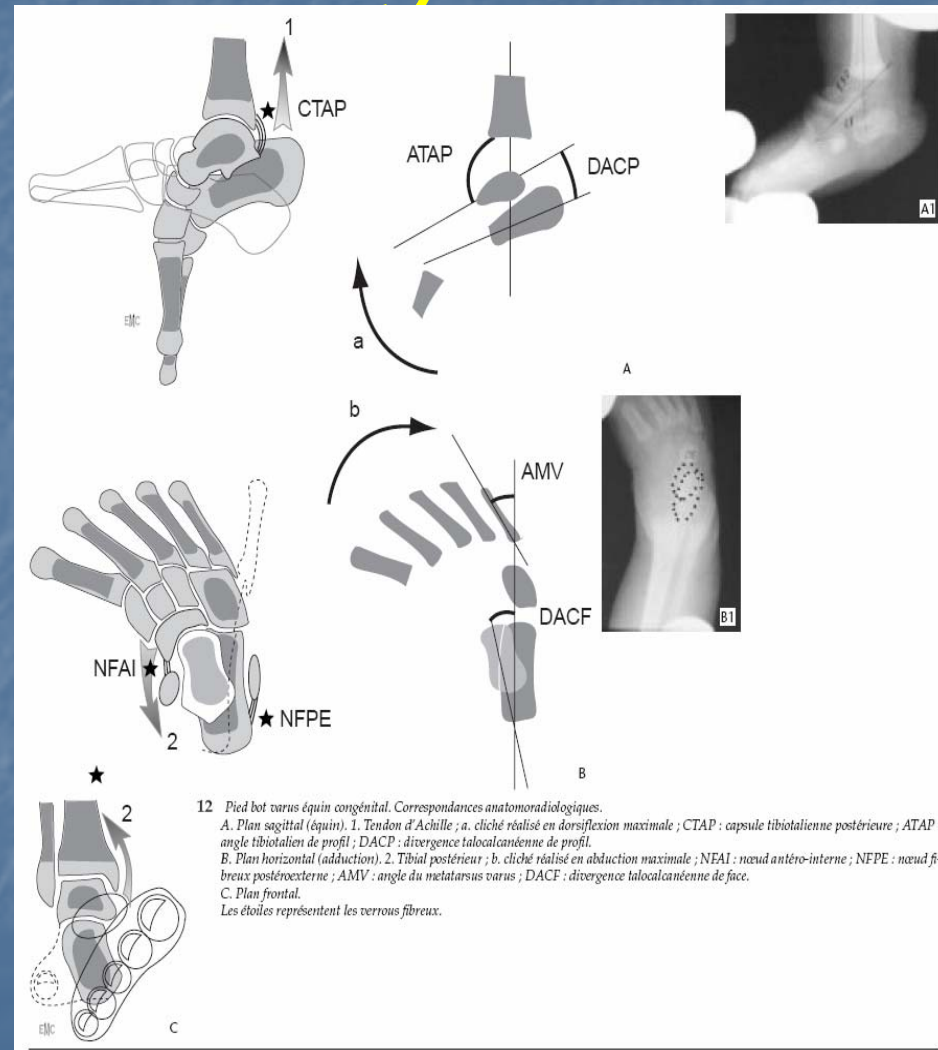 1
★ CTAP
ATAP
DACP
A1
EMC
a
A
b
AMV
DACF
B1
NFAI ★
★ NFPE
2
B
★
2
12 Pied bot varus équin congénital. Correspondances anatomoradiologiques.
A. Plan sagittal (équin). 1. Tendon d'Achille ; a. cliché réalisé en dorsiflexion maximale ; CTAP : capsule tibiotalienne postérieure ; ATAP
angle tibiotalien de profil ; DACP : divergence talocalcanéenne de profil.
B. Plan horizontal (adduction). 2. Tibial postérieur ; b. cliché réalisé en abduction maximale ; NFAI : nœud antéro-interne ; NFPE : nœud fi-
breux postéroexterne ; AMV : angle du metatarsus varus ; DACF : divergence talocalcanéenne de face.
C. Plan frontal.
Les étoiles représentent les verrous fibreux.
EMC
C